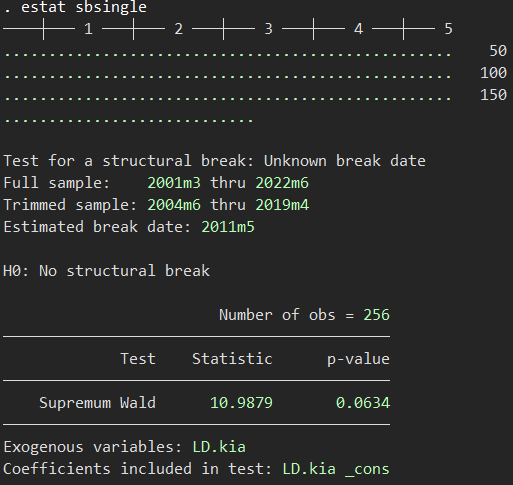 . estat sbsingle
────┼─── 1 ───┼─── 2 ───┼─── 3 ───┼─── 4 ───┼─── 5
..................................................    50
..................................................   100
..................................................   150
............................
Test for a structural break: Unknown break date
Full sample:    2001m3 thru 2022m6
Trimmed sample: 2004m6 thru 2019m4
Estimated break date: 2011m5
H0: No structural break
Number of obs = 256
Test    Statistic      p-value
Supremum Wald      10.9879       0.0634
Exogenous variables: LD.kia
Coefficients included in test: LD.kia _cons